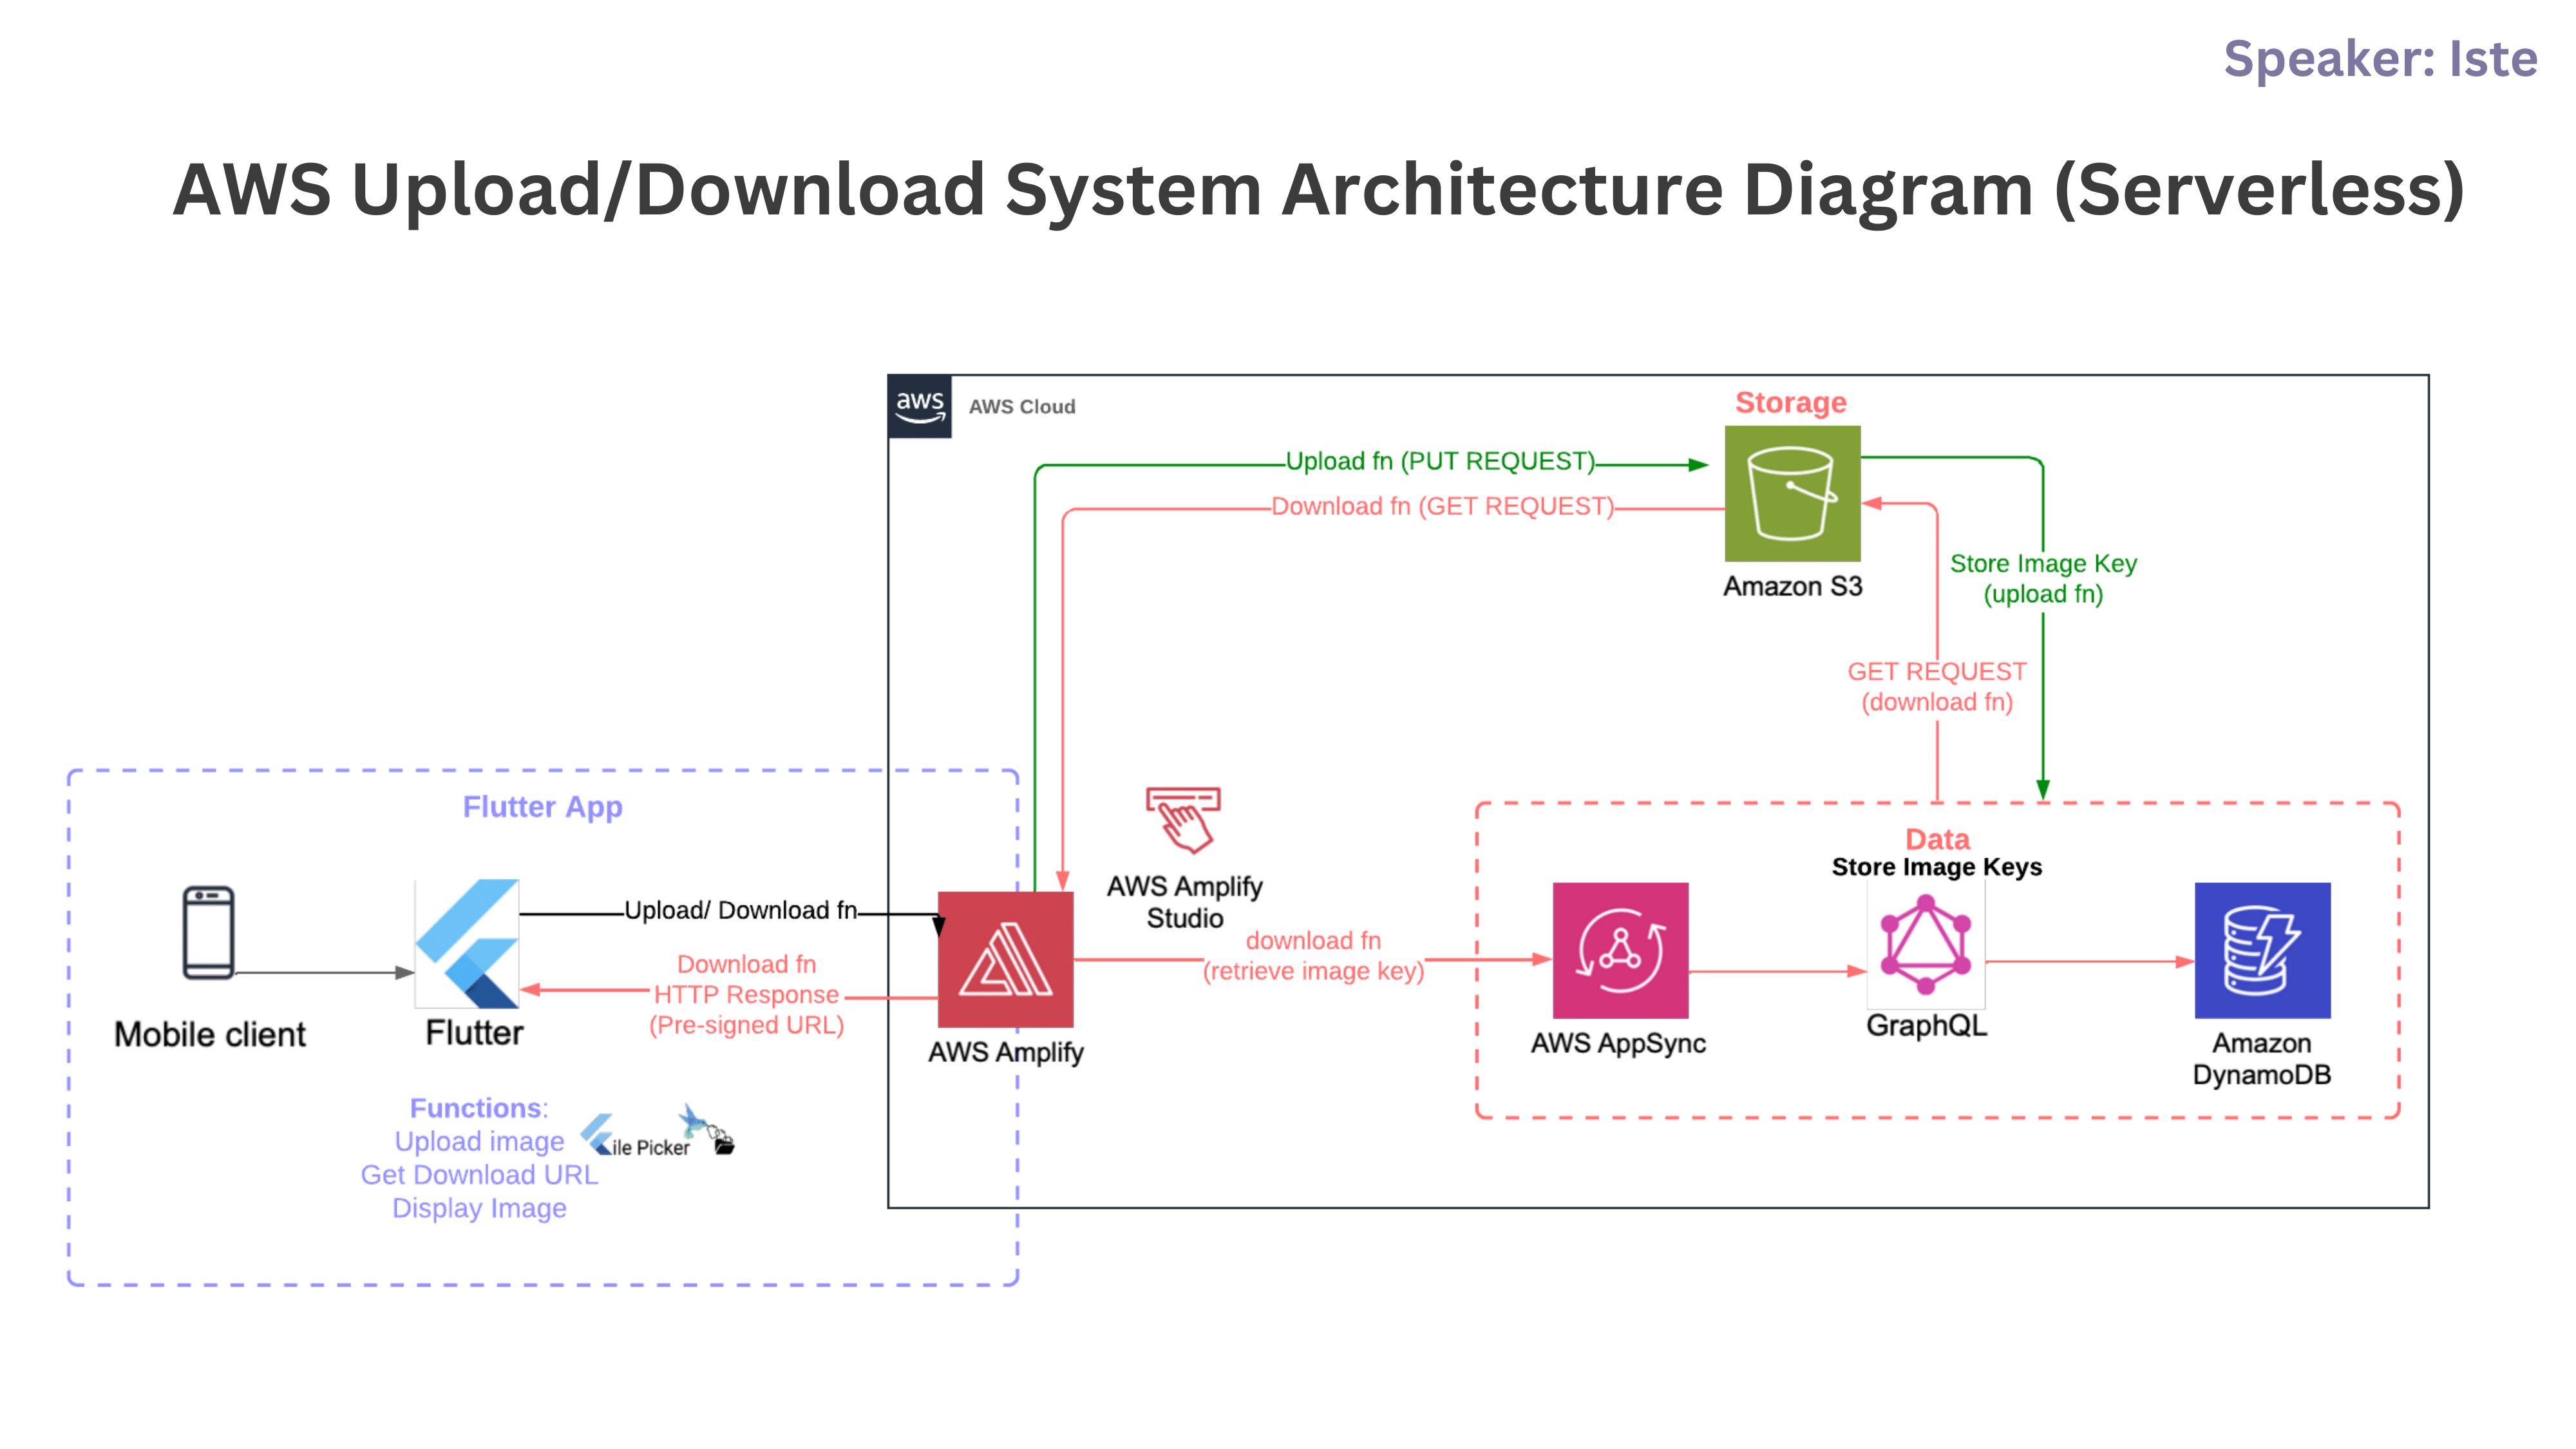 Speaker: Iste
AWS Upload/Download System Architecture Diagram (Serverless)
aws
AWS Cloud
Storage
Upload fn (PUT REQUEST)
Download fn (GET REQUEST)
Amazon S3
Store Image Key
(upload fn)
GET REQUEST
(download fn)
Flutter App
Mobile client
Flutter
Upload/ Download fn
Download fn
HTTP Response
(Pre-signed URL)
AWS Amplify
AWS Amplify
Studio
download fn
(retrieve image key)
Data
Store Image Keys
AWS AppSync
GraphQL
Amazon
DynamoDB
Functions:
Upload image
Get Download URL
Display Image
ile Picker